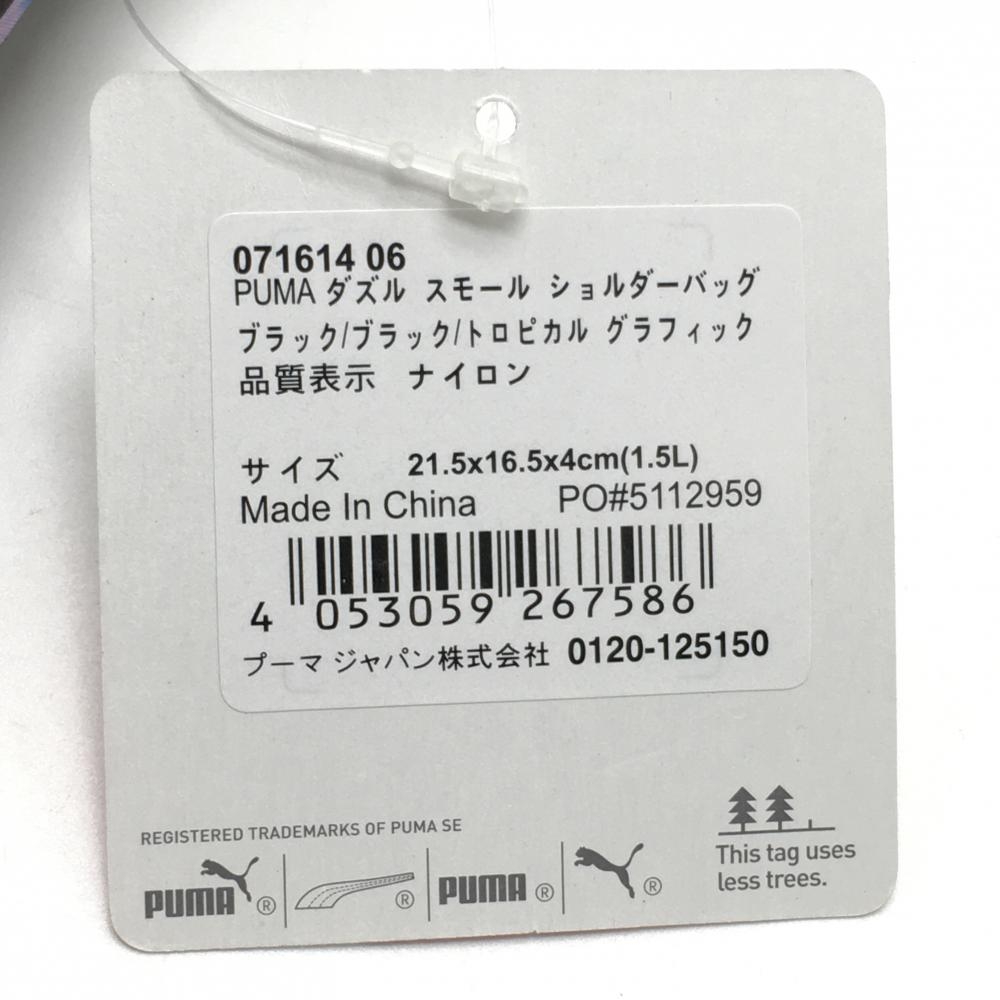 071614 06
PUMA ダズル スモール ショルダーバッグ
ブラック/ブラック/トロピカル グラフィック
品質表示 ナイロン
サイズ 21.5x16.5x4cm(1.5L)
Made In China PO#5112959
4 053059 267586
プーマ ジャパン株式会社 0120-125150
REGISTERED TRADEMARKS OF PUMA SE
PUMA ® ® PUMA ® ®
This tag uses
less trees.